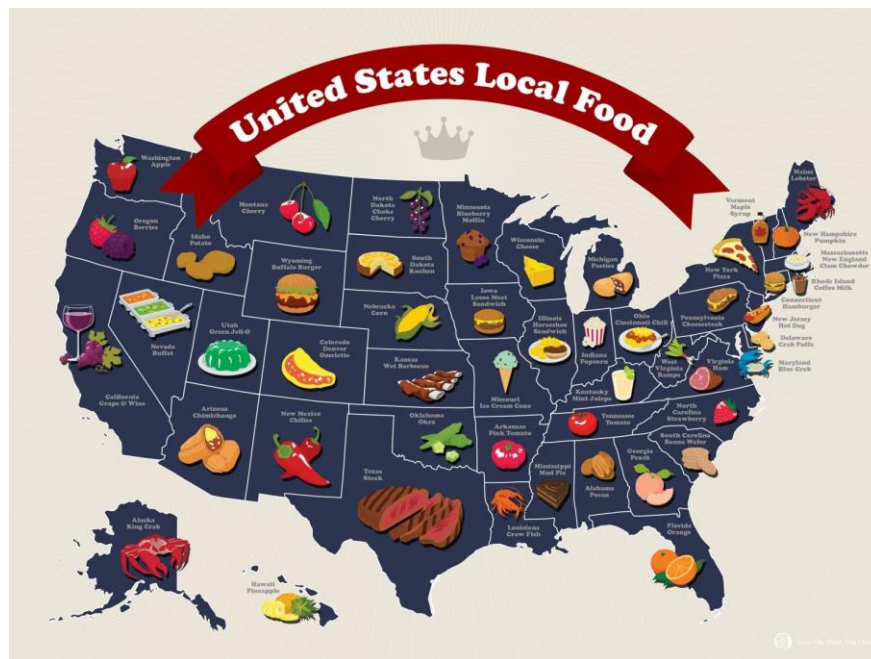 United States Local Food
Washington
Apple
Oregon
Berries
Idaho
Potato
Montana
Cherry
North
Dakota
Choke
Cherry
Minnesota
Blueberry
Muffin
Wyoming
Buffalo Burger
South
Dakota
Kuchen
Wisconsin
Cheese
Michigan
Pasties
Maine
Lobster
Vermont
Maple
Syrup
New Hampshire
Pumpkin
Massachusetts
New England
Clam Chowder
New York
Pizza
Rhode Island
Coffee Milk
Connecticut
Hamburger
New Jersey
Hot Dog
Pennsylvania
Cheesesteak
Delaware
Crab Puffs
Maryland
Blue Crab
California
Grape & Wine
Nevada
Buffet
Utah
Green Jell-O
Colorado
Denver
Omelette
Nebraska
Corn
Kansas
Wet Barbecue
Iowa
Loose Meat
Sandwich
Missouri
Ice Cream Cone
Illinois
Horseshoe
Sandwich
Indiana
Popcorn
Ohio
Cincinnati Chili
West
Virginia
Ramps
Virginia
Ham
Kentucky
Mint Juleps
North
Carolina
Strawberry
Tennessee
Tomato
South Carolina
Arizona
Chimichanga
New Mexico
Chilies
Oklahoma
Okra
Texas
Steak
Arkansas
Pink Tomato
Louisiana
Craw Fish
Mississippi
Mud Pie
Alabama
Pecan
Georgia
Peach
Florida
Orange
Alaska
King Crab
Hawaii
Pineapple